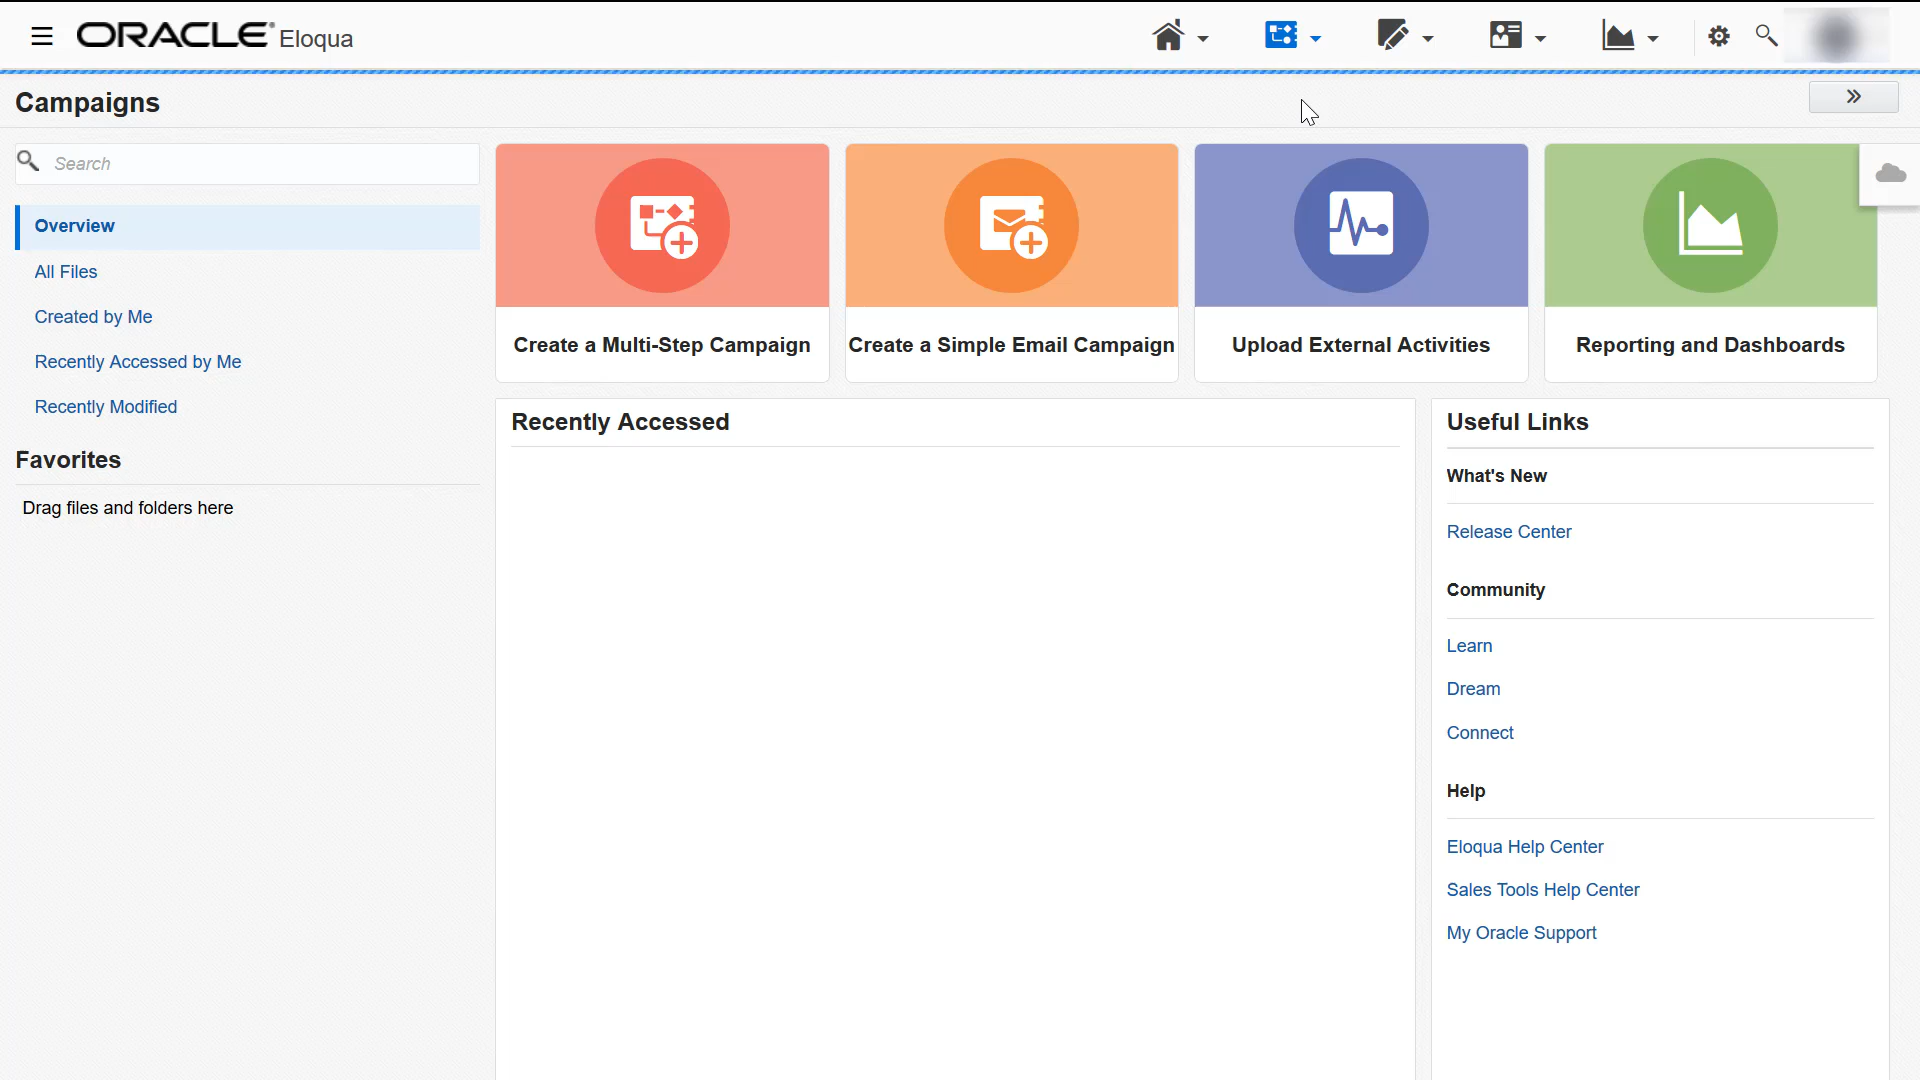 ORACLE Eloqua
Campaigns
Search
Overview
All Files
Created by Me
Recently Accessed by Me
Recently Modified
Favorites
Drag files and folders here
Create a Multi-Step Campaign
Create a Simple Email Campaign
Upload External Activities
Reporting and Dashboards
Recently Accessed
Useful Links
What's New
Release Center
Community
Learn
Dream
Connect
Help
Eloqua Help Center
Sales Tools Help Center
My Oracle Support